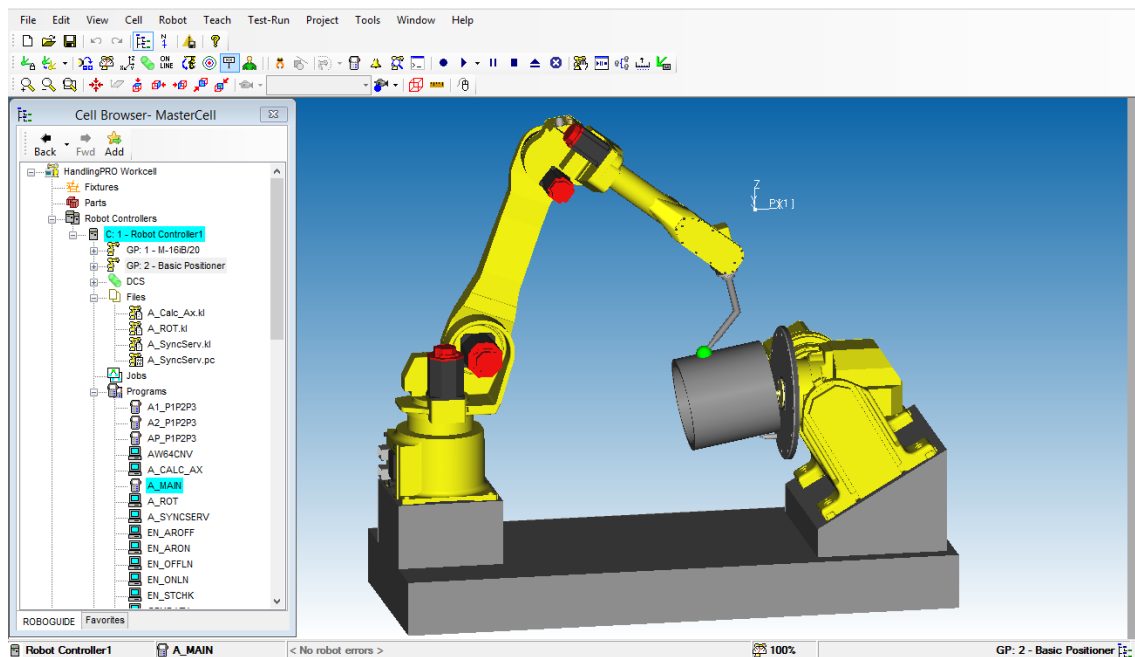 File Edit View Cell Robot Teach Test-Run Project Tools Window Help
ON LINE
Cell Browser- MasterCell
Back Fwd Add
HandlingPRO Workcell
Fixtures
Parts
Robot Controllers
C: 1 - Robot Controller1
GP: 1 - M-16iB/20
GP: 2 - Basic Positioner
DCS
Files
A_Calc_Ax.kl
A_ROT.kl
A_SyncServ.kl
A_SyncServ.pc
Jobs
Programs
A1_P1P2P3
A2_P1P2P3
AP_P1P2P3
AW64CNV
A_CALC_AX
A_MAIN
A_ROT
A_SYNCSERV
EN_AROFF
EN_ARON
EN_OFFLN
EN_ONLN
EN_STCHK
ROBOGUIDE Favorites
Z
Robot Controller1 A_MAIN < No robot errors > 100% GP: 2 - Basic Positioner